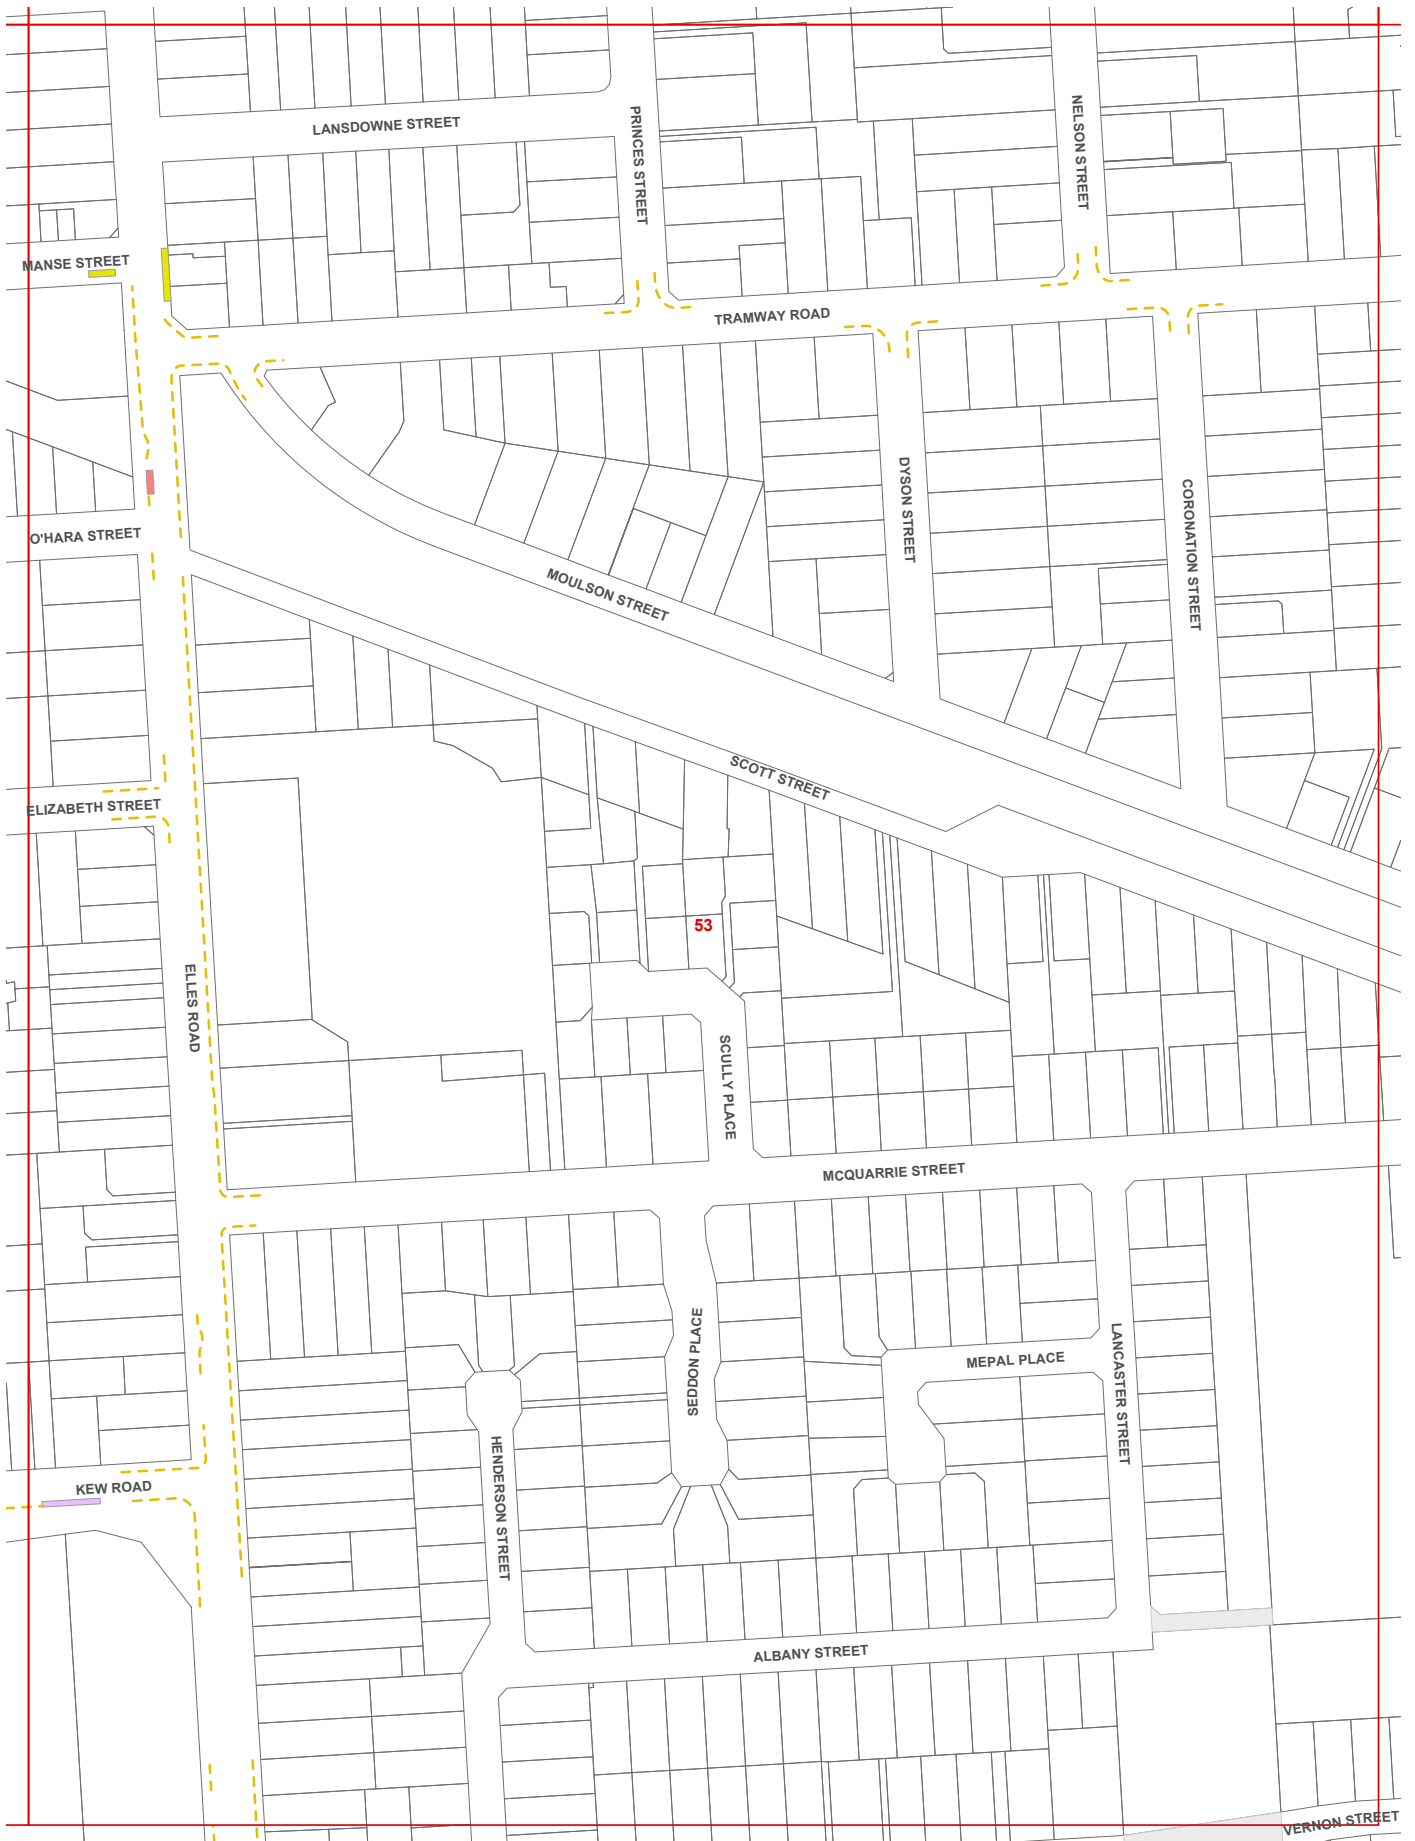 LANSDOWNE STREET
PRINCES STREET
NELSON STREET
MANSE STREET
TRAMWAY ROAD
O'HARA STREET
DYSON STREET
CORONATION STREET
MOULSON STREET
SCOTT STREET
ELIZABETH STREET
53
ELLES ROAD
SCULLY PLACE
MCQUARRIE STREET
SEDDON PLACE
MEPAL PLACE
LANCASTER STREET
HENDERSON STREET
KEW ROAD
ALBANY STREET
VERNON STREET